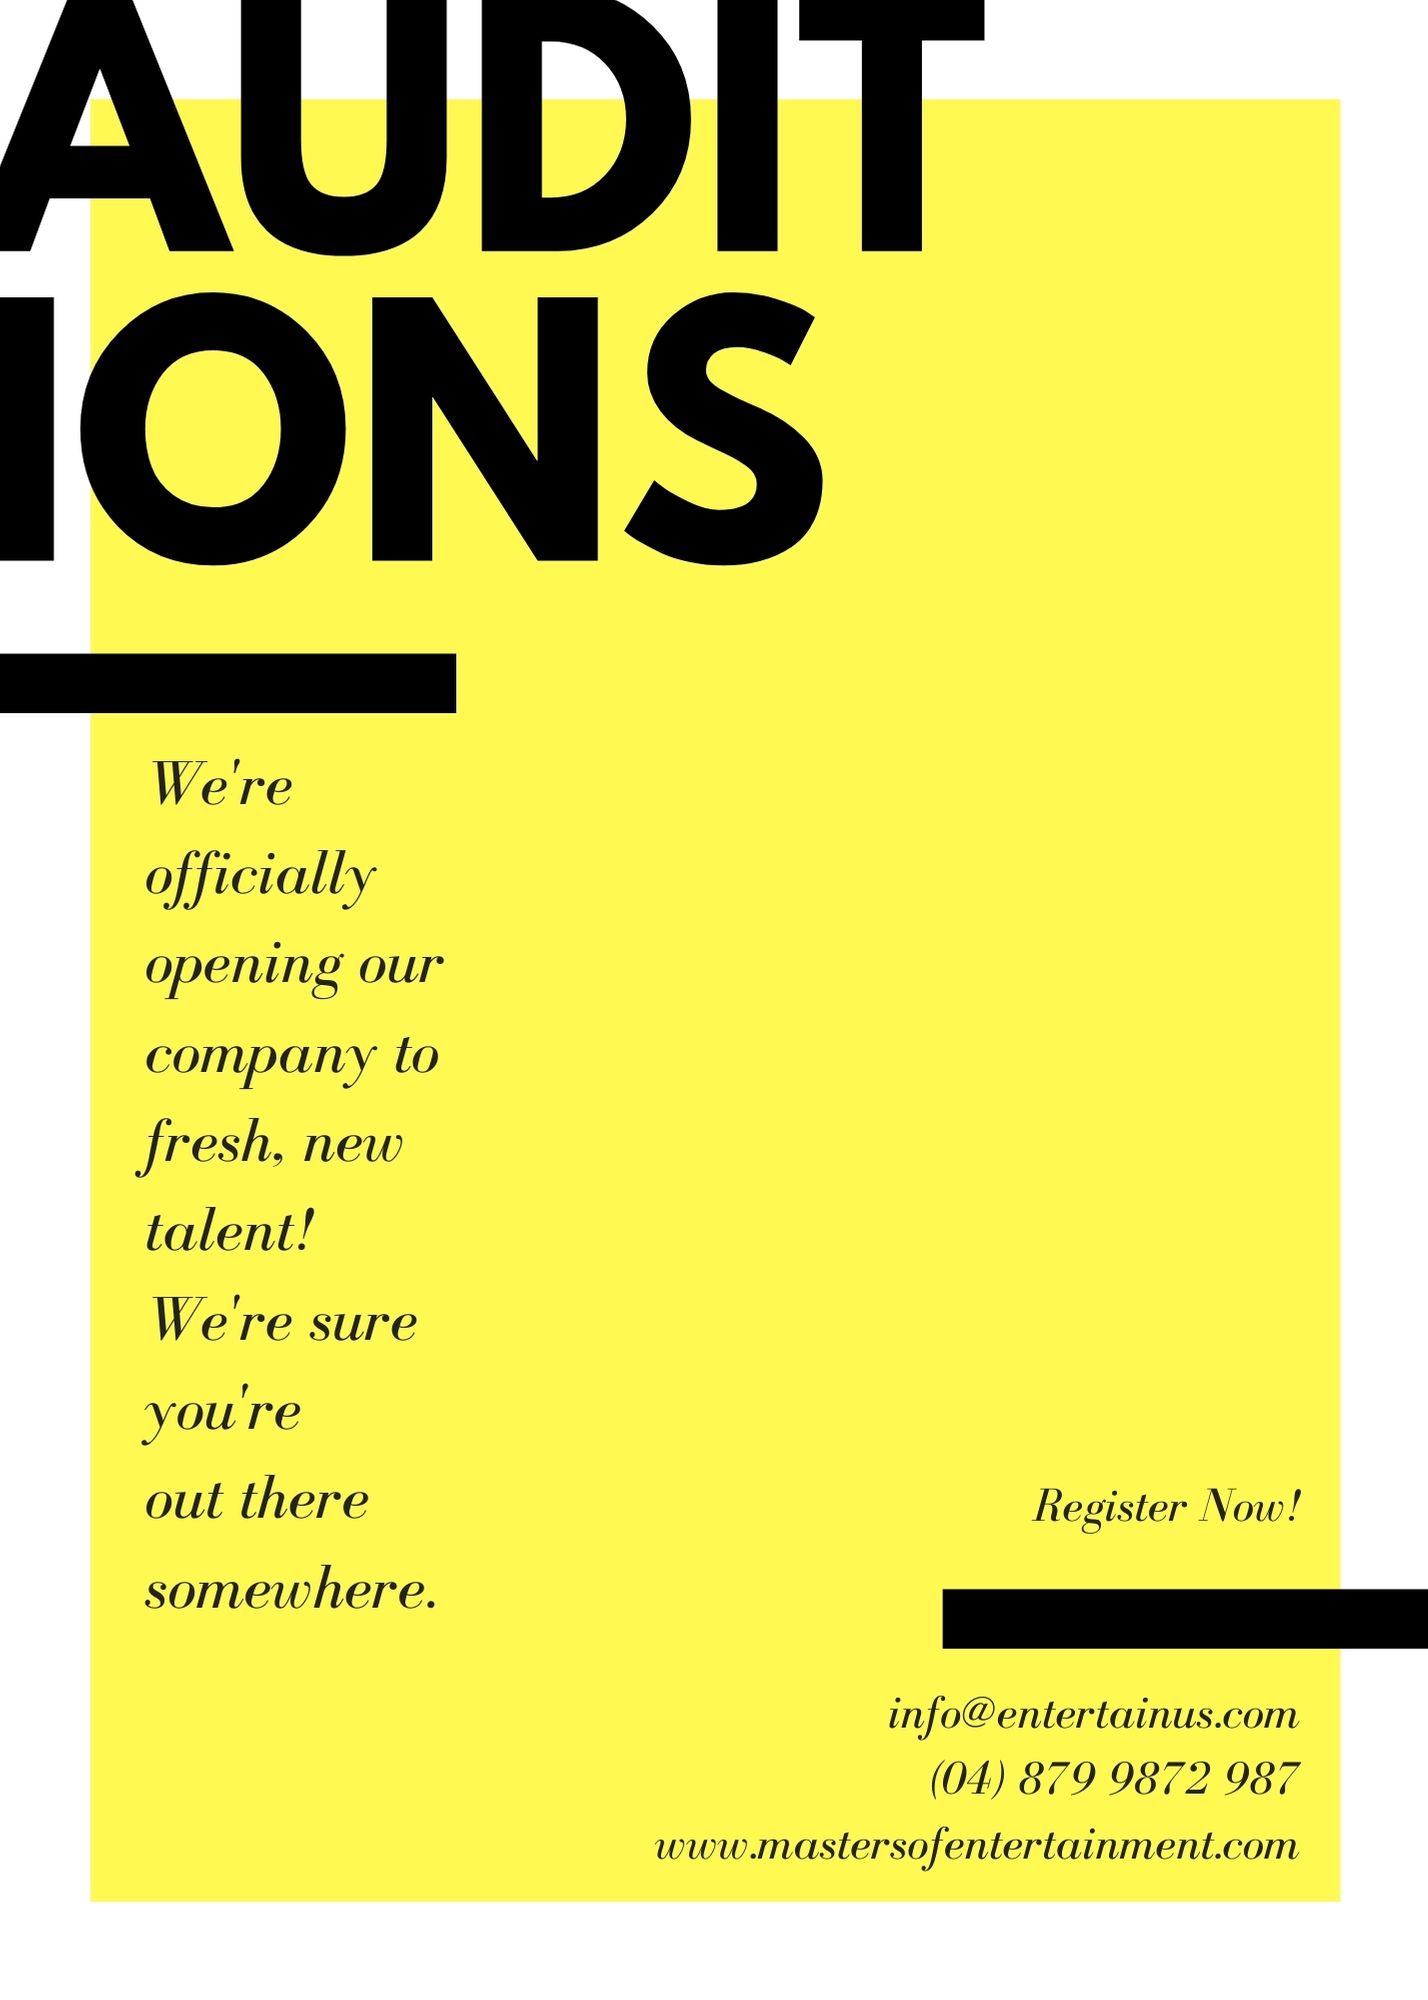 AUDIT
IONS
We're
officially
opening our
company to
fresh, new
talent!
We're sure
you're
out there
somewhere.
Register Now!
info@entertainus.com
(04) 879 9872 987
www.mastersofentertainment.com